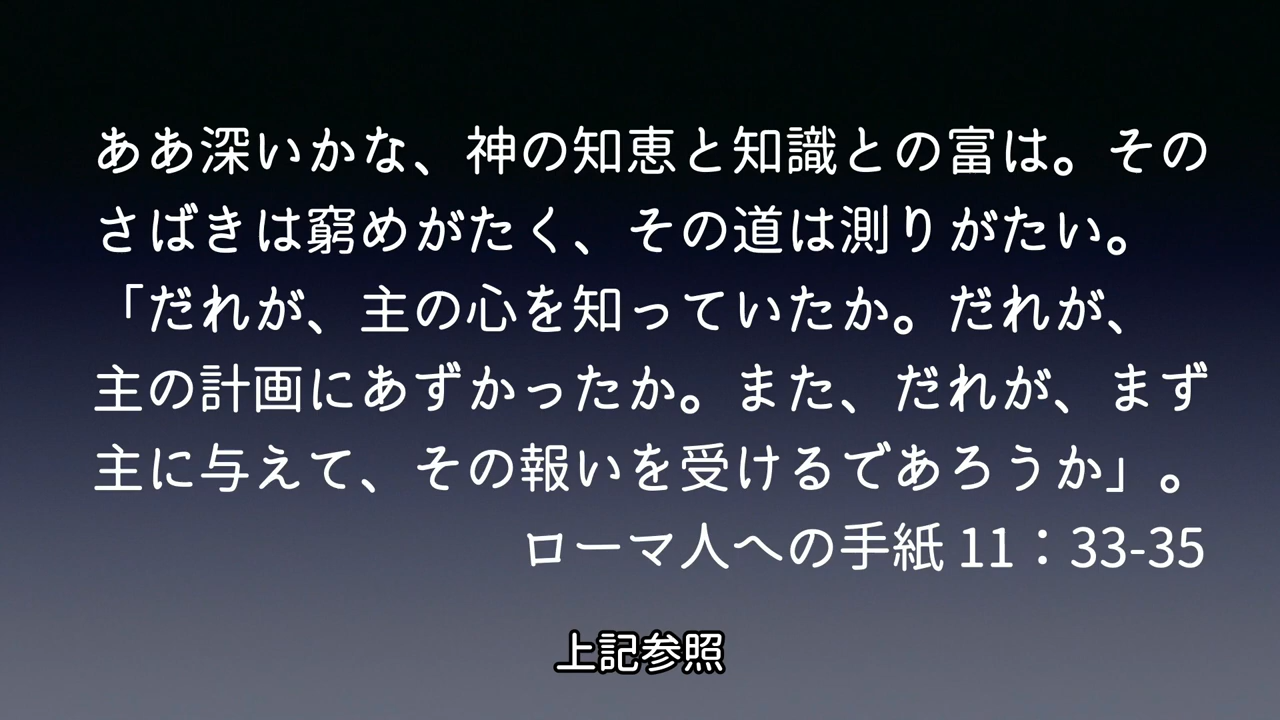 ああ深いかな、神の知恵と知識との富は。その
さばきは窮めがたく、その道は測りがたい。
「だれが、主の心を知っていたか。だれが、
主の計画にあずかったか。また、だれが、まず
主に与えて、その報いを受けるであろうか」。
ローマ人への手紙 11：33-35
上記参照